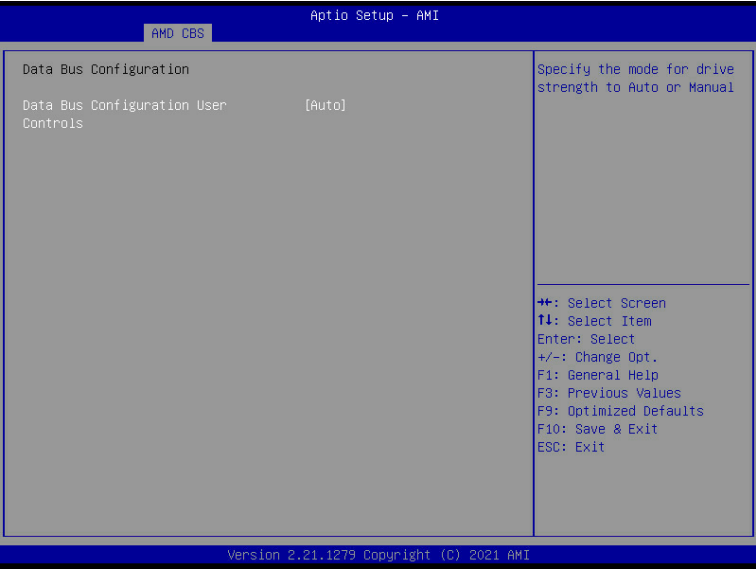 Aptio Setup – AMI
AMD CBS
Data Bus Configuration
Data Bus Configuration User [Auto]
Controls
Specify the mode for drive
strength to Auto or Manual
→←: Select Screen
↑↓: Select Item
Enter: Select
+/-: Change Opt.
F1: General Help
F3: Previous Values
F9: Optimized Defaults
F10: Save & Exit
ESC: Exit
Version 2.21.1279 Copyright (C) 2021 AMI